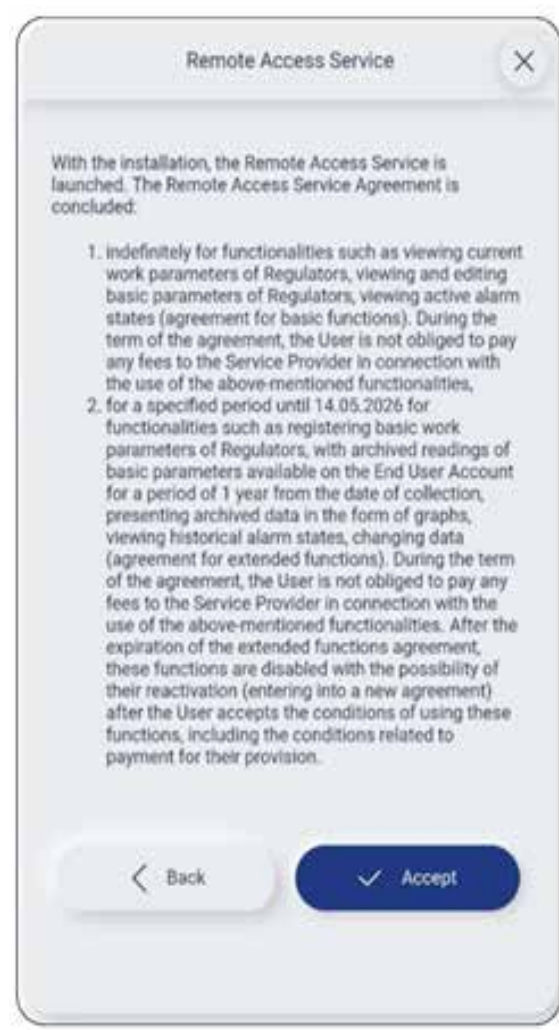 Remote Access Service
With the installation, the Remote Access Service is
launched. The Remote Access Service Agreement is
concluded:
1. indefinitely for functionalities such as viewing current
work parameters of Regulators, viewing and editing
basic parameters of Regulators, viewing active alarm
states (agreement for basic functions). During the
term of the agreement, the User is not obliged to pay
any fees to the Service Provider in connection with
the use of the above-mentioned functionalities,
2. for a specified period until 14.05.2026 for
functionalities such as registering basic work
parameters of Regulators, with archived readings of
basic parameters available on the End User Account
for a period of 1 year from the date of collection,
presenting archived data in the form of graphs,
viewing historical alarm states, changing data
(agreement for extended functions). During the term
of the agreement, the User is not obliged to pay any
fees to the Service Provider in connection with the
use of the above-mentioned functionalities. After the
expiration of the extended functions agreement,
these functions are disabled with the possibility of
their reactivation (entering into a new agreement)
after the User accepts the conditions of using these
functions, including the conditions related to
payment for their provision.
Back
Accept